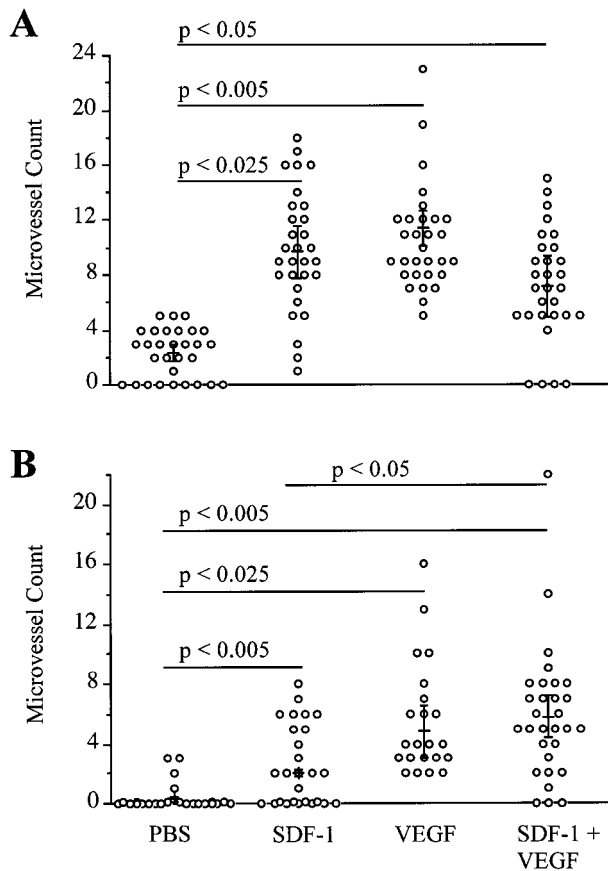 A
p < 0.05
24
p < 0.005
20
p < 0.025
16
12
8
4
0
Microvessel Count
B
p < 0.05
20
p < 0.005
16
p < 0.025
12
p < 0.005
8
4
0
Microvessel Count
PBS
SDF-1
VEGF
SDF-1 +
VEGF